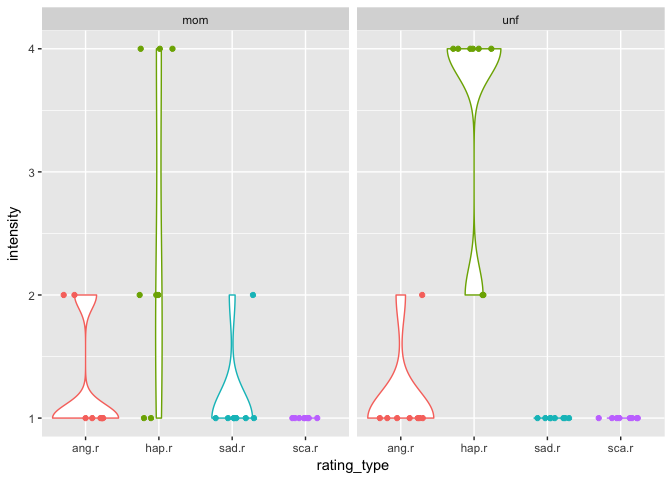 mom unf
4
3
2
1
intensity
ang.r hap.r sad.r sca.r ang.r hap.r sad.r sca.r
rating_type